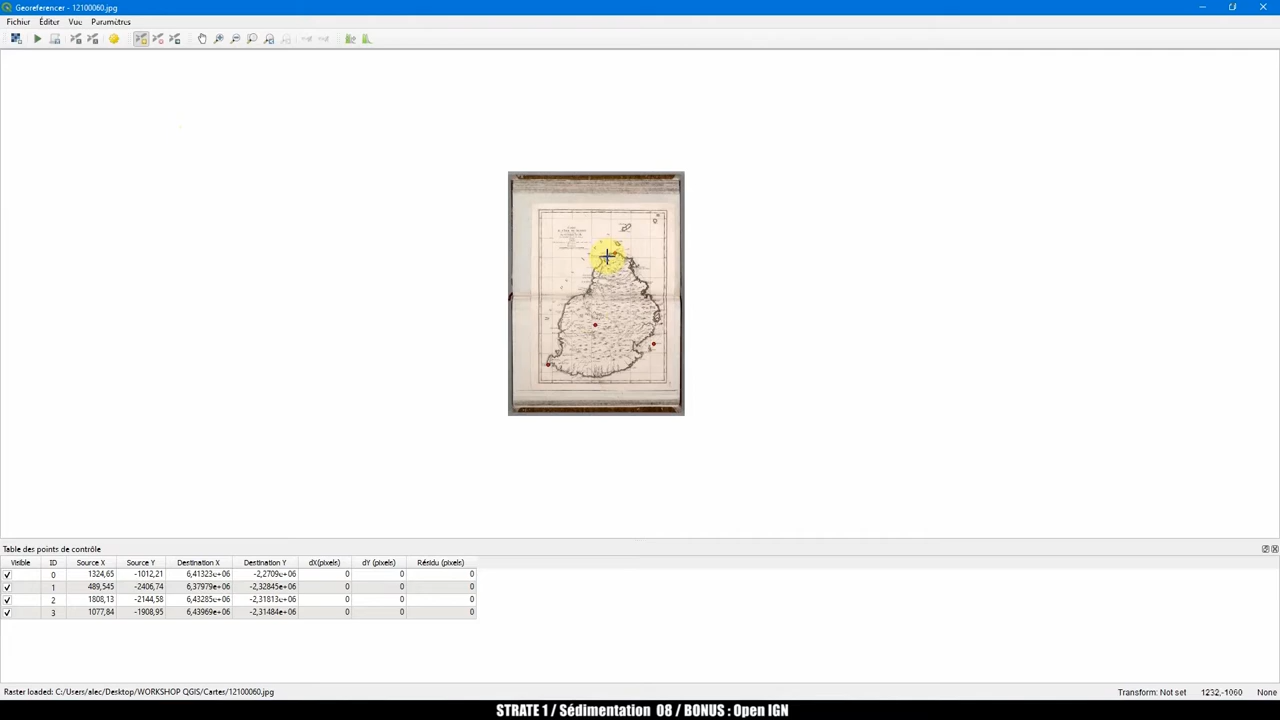 Georeferencer - 12100060.jpg
Fichier Éditer Vue Paramètres
Table des points de contrôle
Visible ID Source X Source Y Destination X Destination Y dX(pixels) dY (pixels) Résidu (pixels)
0 1324,65 -1012,21 6,41323e+06 -2,2709e+06 0 0 0
1 489,545 -2406,74 6,37979e+06 -2,32845e+06 0 0 0
2 1808,13 -2144,58 6,43285e+06 -2,31813e+06 0 0 0
3 1077,84 -1908,95 6,43969e+06 -2,31484e+06 0 0 0
Raster loaded: C:/Users/alec/Desktop/WORKSHOP QGIS/Cartes/12100060.jpg Transform: Not set 1232,-1060 None
STRATE 1 / Sédimentation 08 / BONUS : Open IGN